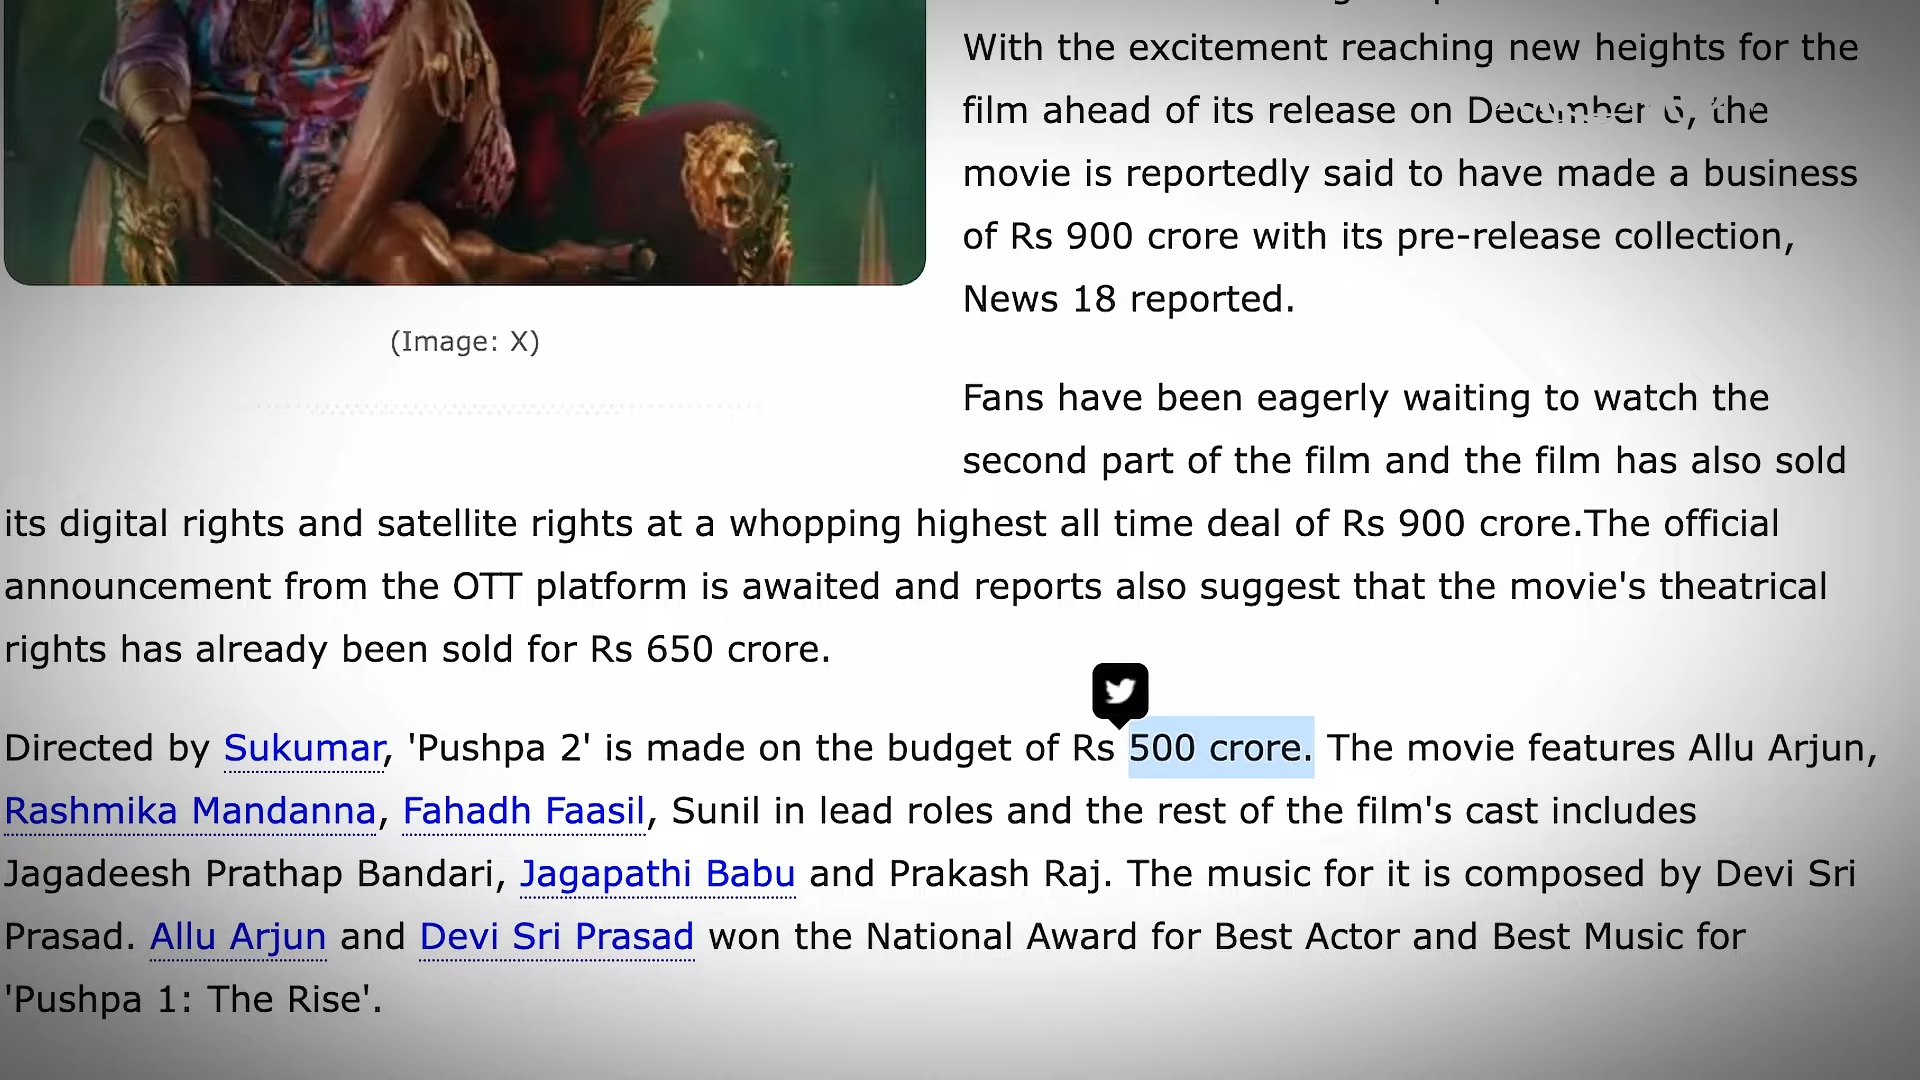 With the excitement reaching new heights for the
film ahead of its release on December 6, the
movie is reportedly said to have made a business
of Rs 900 crore with its pre-release collection,
News 18 reported.
(Image: X)
Fans have been eagerly waiting to watch the
second part of the film and the film has also sold
its digital rights and satellite rights at a whopping highest all time deal of Rs 900 crore.The official
announcement from the OTT platform is awaited and reports also suggest that the movie's theatrical
rights has already been sold for Rs 650 crore.
Directed by Sukumar, 'Pushpa 2' is made on the budget of Rs 500 crore. The movie features Allu Arjun,
Rashmika Mandanna, Fahadh Faasil, Sunil in lead roles and the rest of the film's cast includes
Jagadeesh Prathap Bandari, Jagapathi Babu and Prakash Raj. The music for it is composed by Devi Sri
Prasad. Allu Arjun and Devi Sri Prasad won the National Award for Best Actor and Best Music for
'Pushpa 1: The Rise'.